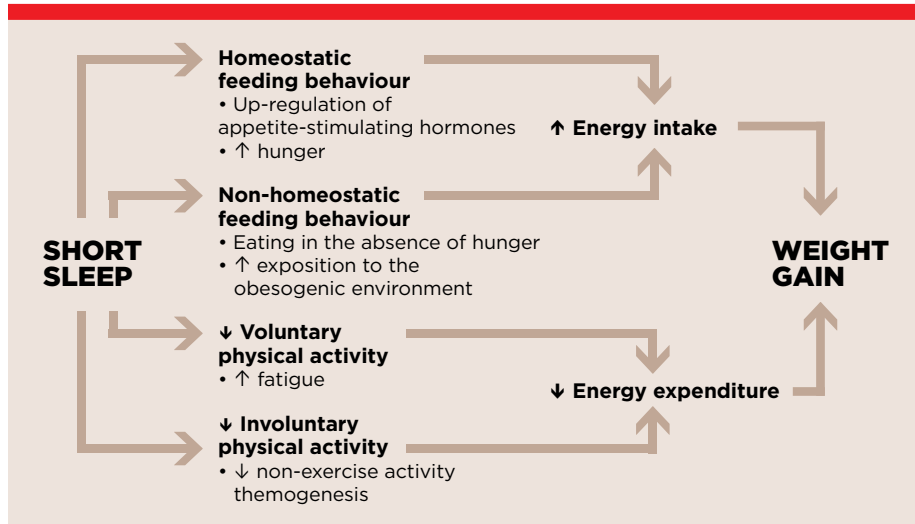 Homeostatic
feeding behaviour
• Up-regulation of
appetite-stimulating hormones
• ↑ hunger
↑ Energy intake
Non-homeostatic
feeding behaviour
• Eating in the absence of hunger
• ↑ exposition to the
obesogenic environment
SHORT
SLEEP
WEIGHT
GAIN
↓ Voluntary
physical activity
• ↑ fatigue
↓ Energy expenditure
↓ Involuntary
physical activity
• ↓ non-exercise activity
themogenesis